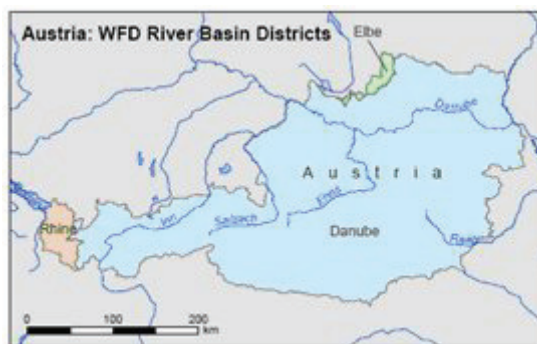 Austria: WFD River Basin Districts
Elbe
Danube
Austria
Enns
Inn
Salzach
Rhine
Danube
Raab
0 100 200
km